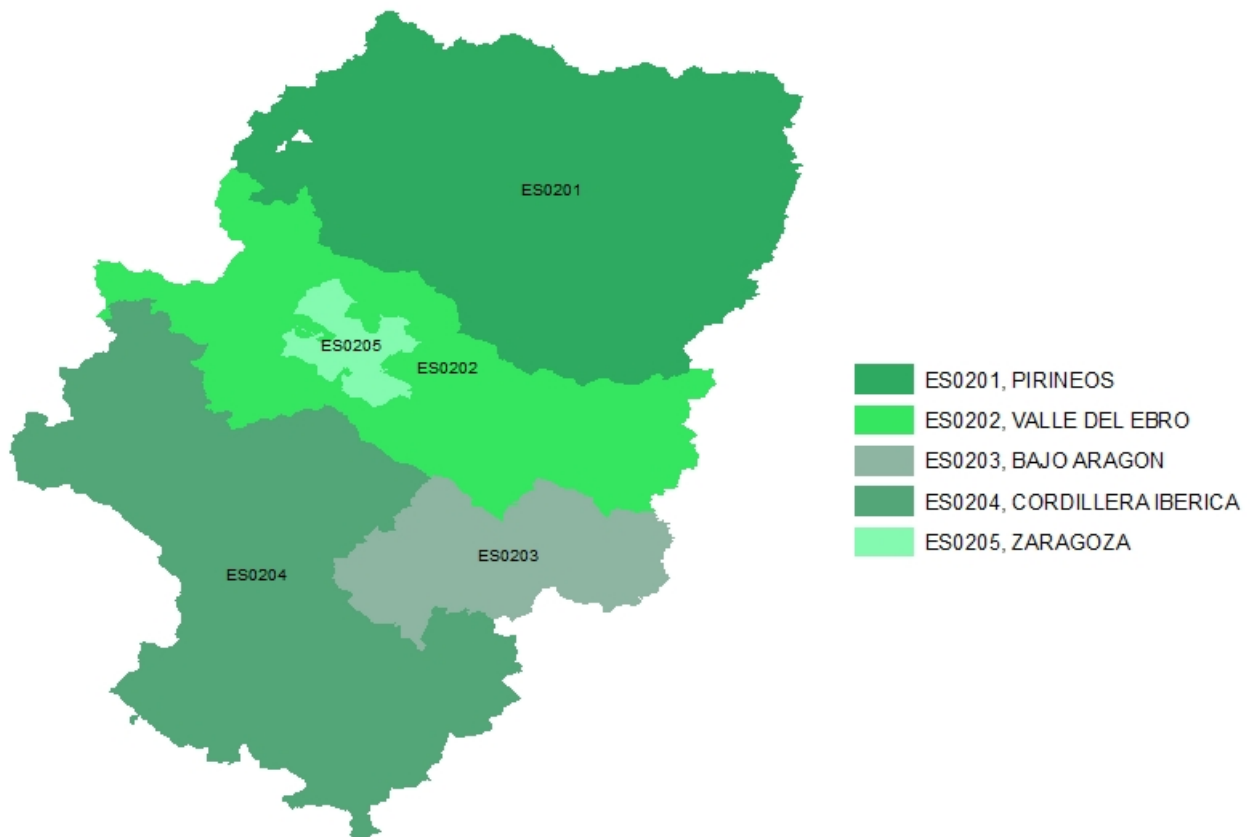 ES0201
ES0205
ES0202
ES0203
ES0204
ES0201, PIRINEOS
ES0202, VALLE DEL EBRO
ES0203, BAJO ARAGON
ES0204, CORDILLERA IBERICA
ES0205, ZARAGOZA